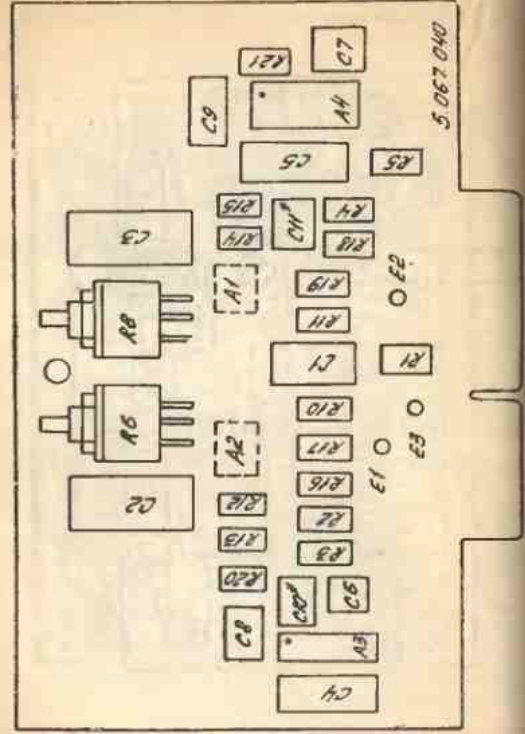 R21
C7
C9
A4
5.067.040
C5
R5
R15
R14
C11*
R4
R18
C3
A1
R19
E2
R8
R11
C1
R1
R10
E3
R6
A2
R17
E1
R16
C2
R12
R2
R13
R3
R20
C10*
C6
C8
A3
C4